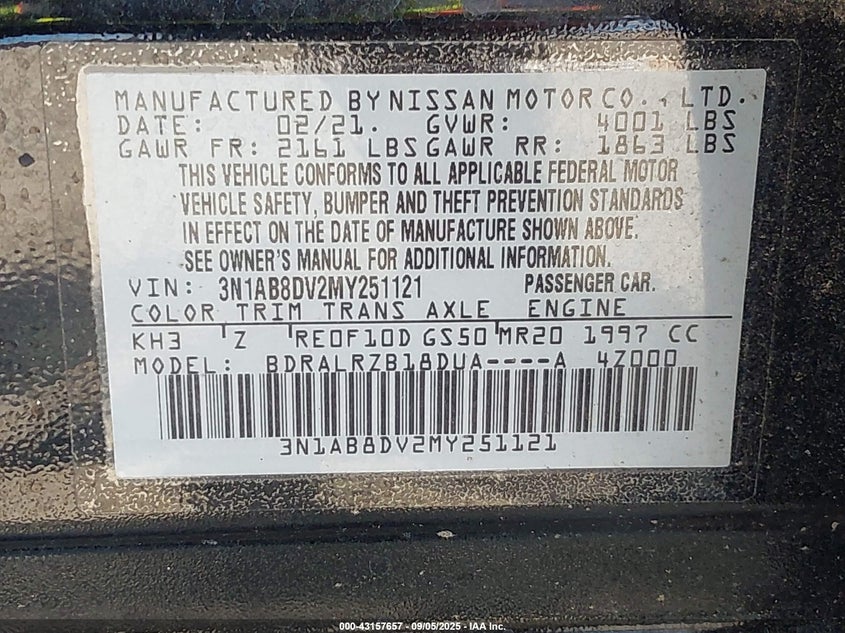 MANUFACTURED BY NISSAN MOTOR CO., LTD.
DATE: 02/21. GVWR: 4001 LBS
GAWR FR: 2161 LBS GAWR RR: 1863 LBS
THIS VEHICLE CONFORMS TO ALL APPLICABLE FEDERAL MOTOR
VEHICLE SAFETY, BUMPER AND THEFT PREVENTION STANDARDS
IN EFFECT ON THE DATE OF MANUFACTURE SHOWN ABOVE.
SEE OWNER'S MANUAL FOR ADDITIONAL INFORMATION.
VIN: 3N1AB8DV2MY251121 PASSENGER CAR.
COLOR TRIM TRANS AXLE ENGINE
KH3 Z RE0F10D GS50 MR20 1997 CC
MODEL: BDRALRZB18DUA----A 4Z000
3N1AB8DV2MY251121
000-43157657 - 09/05/2025 - IAA Inc.